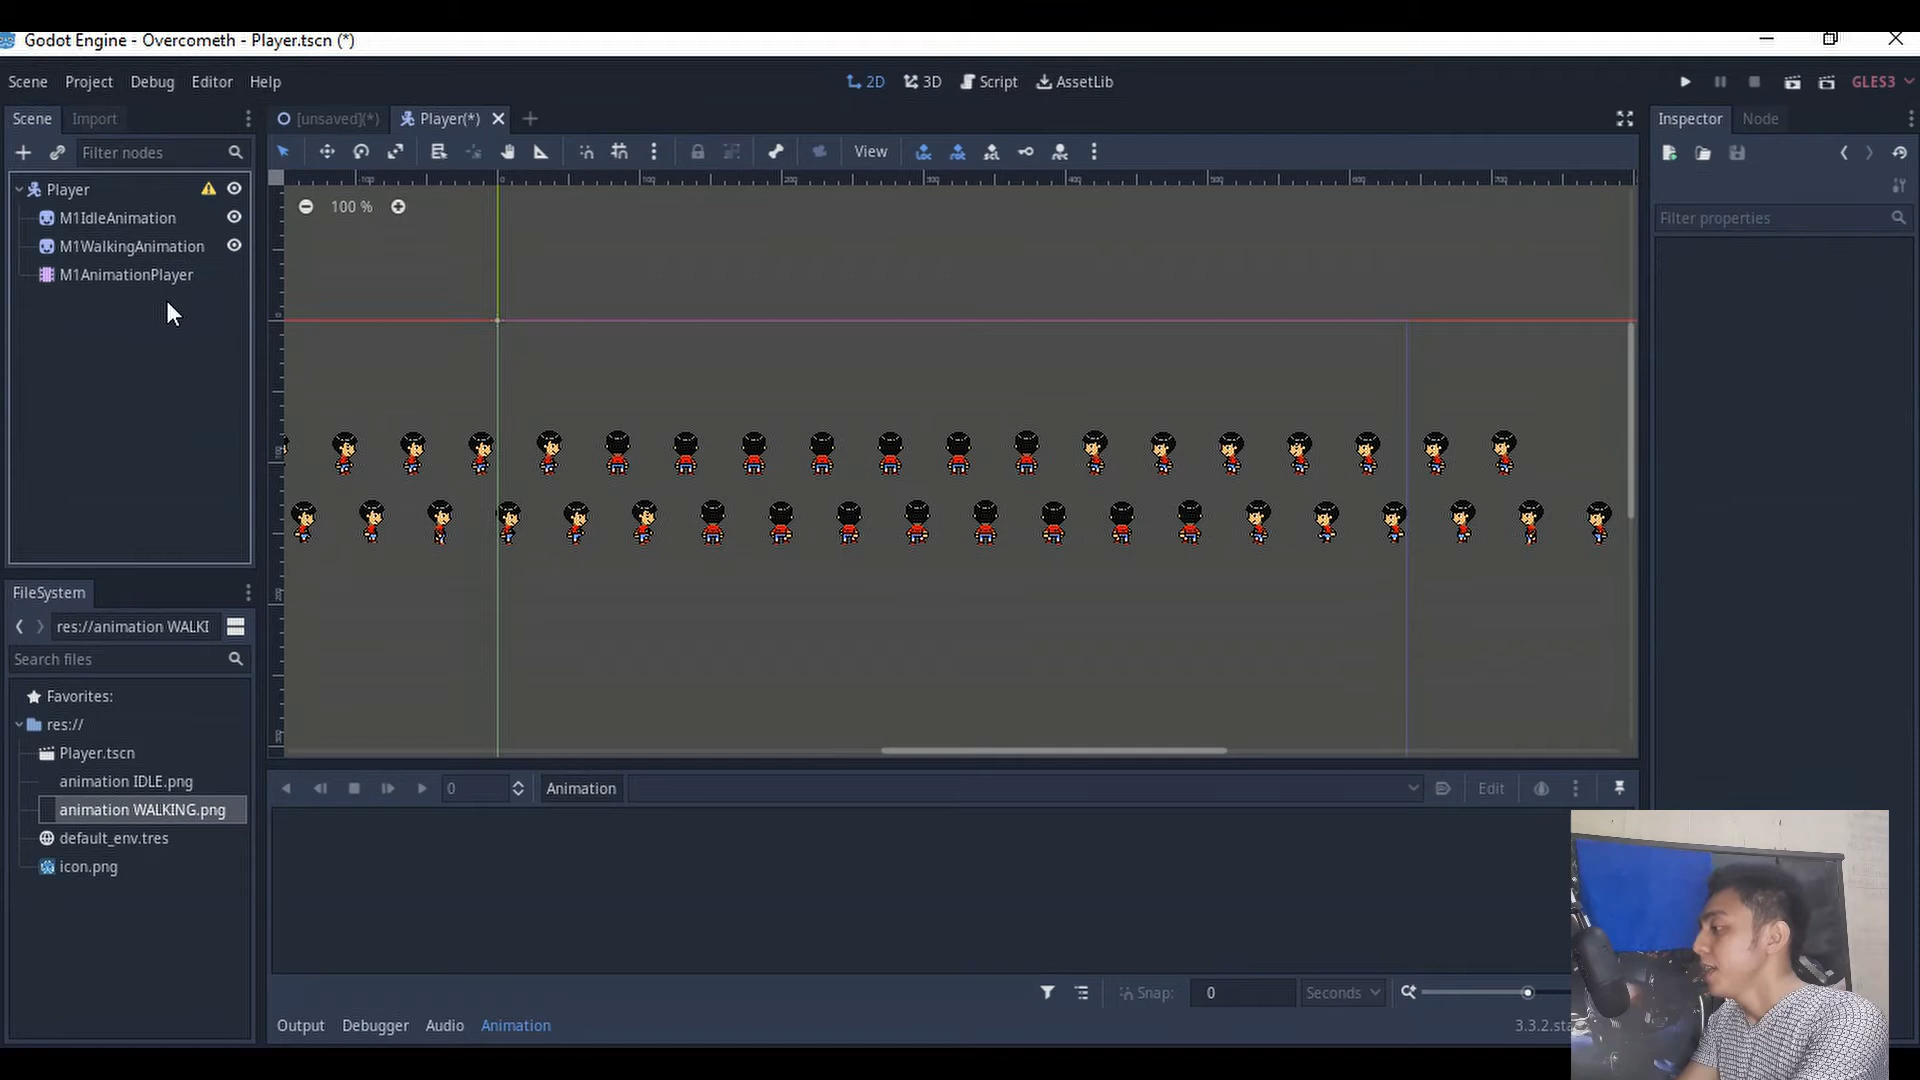 Godot Engine - Overcometh - Player.tscn (*)
Scene Project Debug Editor Help
2D 3D Script AssetLib
GLES3
Scene Import
[unsaved](*) Player(*)
Inspector Node
Filter nodes
View
Player
M1IdleAnimation
M1WalkingAnimation
M1AnimationPlayer
100 %
Filter properties
FileSystem
res://animation WALKI
Search files
Favorites:
res://
Player.tscn
animation IDLE.png
animation WALKING.png
default_env.tres
icon.png
0 Animation Edit
Snap: 0 Seconds
Output Debugger Audio Animation
3.3.2.sta